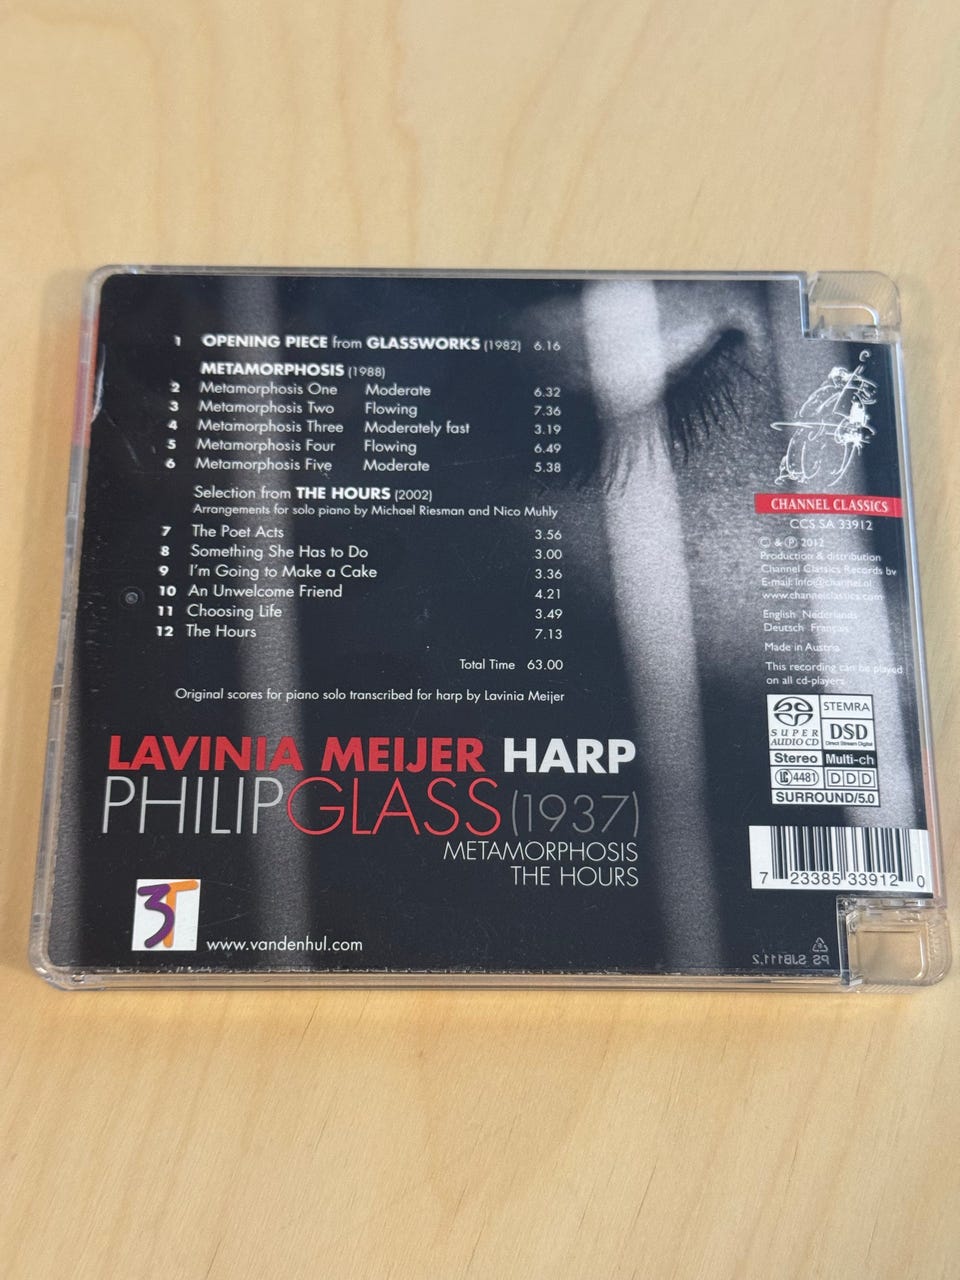 1 OPENING PIECE from GLASSWORKS (1982) 6.16
METAMORPHOSIS (1988)
2 Metamorphosis One Moderate 6.32
3 Metamorphosis Two Flowing 7.36
4 Metamorphosis Three Moderately fast 3.19
5 Metamorphosis Four Flowing 6.49
6 Metamorphosis Five Moderate 5.38
Selection from THE HOURS (2002)
Arrangements for solo piano by Michael Riesman and Nico Muhly
7 The Poet Acts 3.56
8 Something She Has to Do 3.00
9 I'm Going to Make a Cake 3.36
10 An Unwelcome Friend 4.21
11 Choosing Life 3.49
12 The Hours 7.13
Total Time 63.00
Original scores for piano solo transcribed for harp by Lavinia Meijer
LAVINIA MEIJER HARP
PHILIPGLASS (1937)
METAMORPHOSIS
THE HOURS
3T
www.vandenhul.com
CHANNEL CLASSICS
CCS SA 33912
© & ℗ 2012
Production & distribution
Channel Classics Records bv
E-mail: Info@channel.nl
www.channelclassics.com
English Nederlands
Deutsch Français
Made in Austria
This recording can be played
on all cd-players
SUPER AUDIO CD
STEMRA
DSD
Direct Stream Digital
Stereo Multi-ch
LC 4481 DDD
SURROUND/5.0
7 23385 33912 0
PS SJB111.2